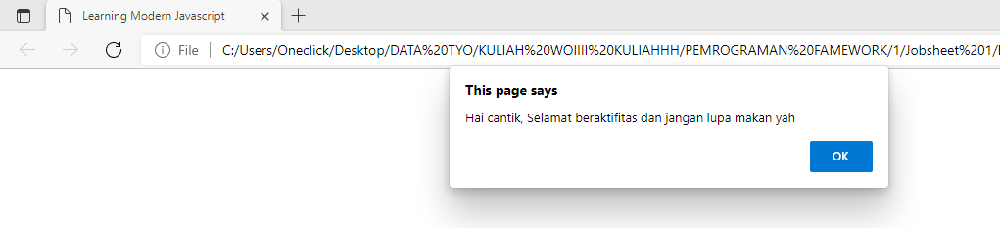 Learning Modern Javascript
File C:/Users/Oneclick/Desktop/DATA%20TYO/KULIAH%20WOIIII%20KULIAHHH/PEMROGRAMAN%20FAMEWORK/1/Jobsheet%201/
This page says
Hai cantik, Selamat beraktifitas dan jangan lupa makan yah
OK